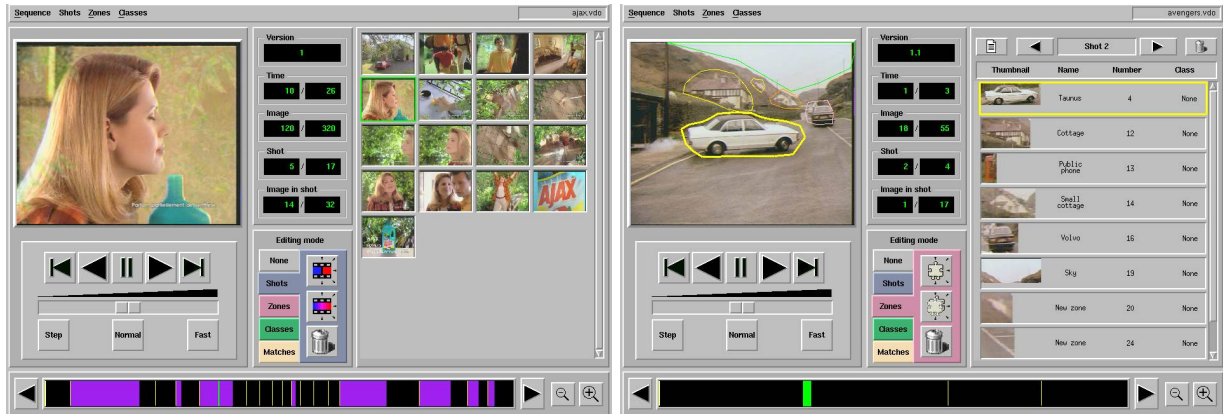 Sequence Shots Zones Classes
ajax.vdo
Version
1
Time
10 / 26
Image
120 / 320
Shot
5 / 17
Image in shot
14 / 32
Editing mode
None
Shots
Zones
Classes
Matches
Step
Normal
Fast
AJAX
Sequence Shots Zones Classes
avengers.vdo
Version
1.1
Time
1 / 3
Image
18 / 55
Shot
2 / 4
Image in shot
1 / 17
Editing mode
None
Shots
Zones
Classes
Matches
Step
Normal
Fast
Shot 2
Thumbnail Name Number Class
Taunus 4 None
Cottage 12 None
Public
phone 13 None
Small
cottage 14 None
Volvo 16 None
Sky 19 None
New zone 20 None
New zone 24 None